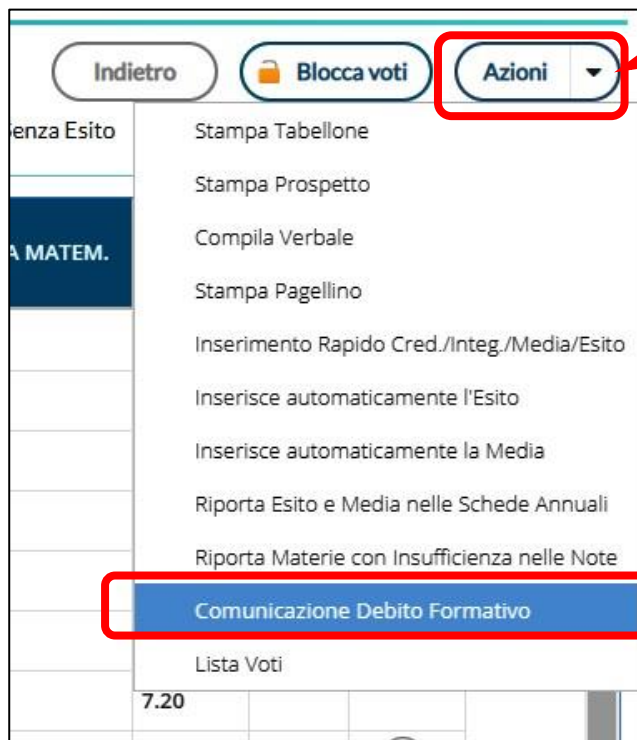 Indietro
Blocca voti
Azioni
Senza Esito
Stampa Tabellone
Stampa Prospetto
A MATEM.
Compila Verbale
Stampa Pagellino
Inserimento Rapido Cred./Integ./Media/Esito
Inserisce automaticamente l'Esito
Inserisce automaticamente la Media
Riporta Esito e Media nelle Schede Annuali
Riporta Materie con Insufficienza nelle Note
Comunicazione Debito Formativo
Lista Voti
7.20